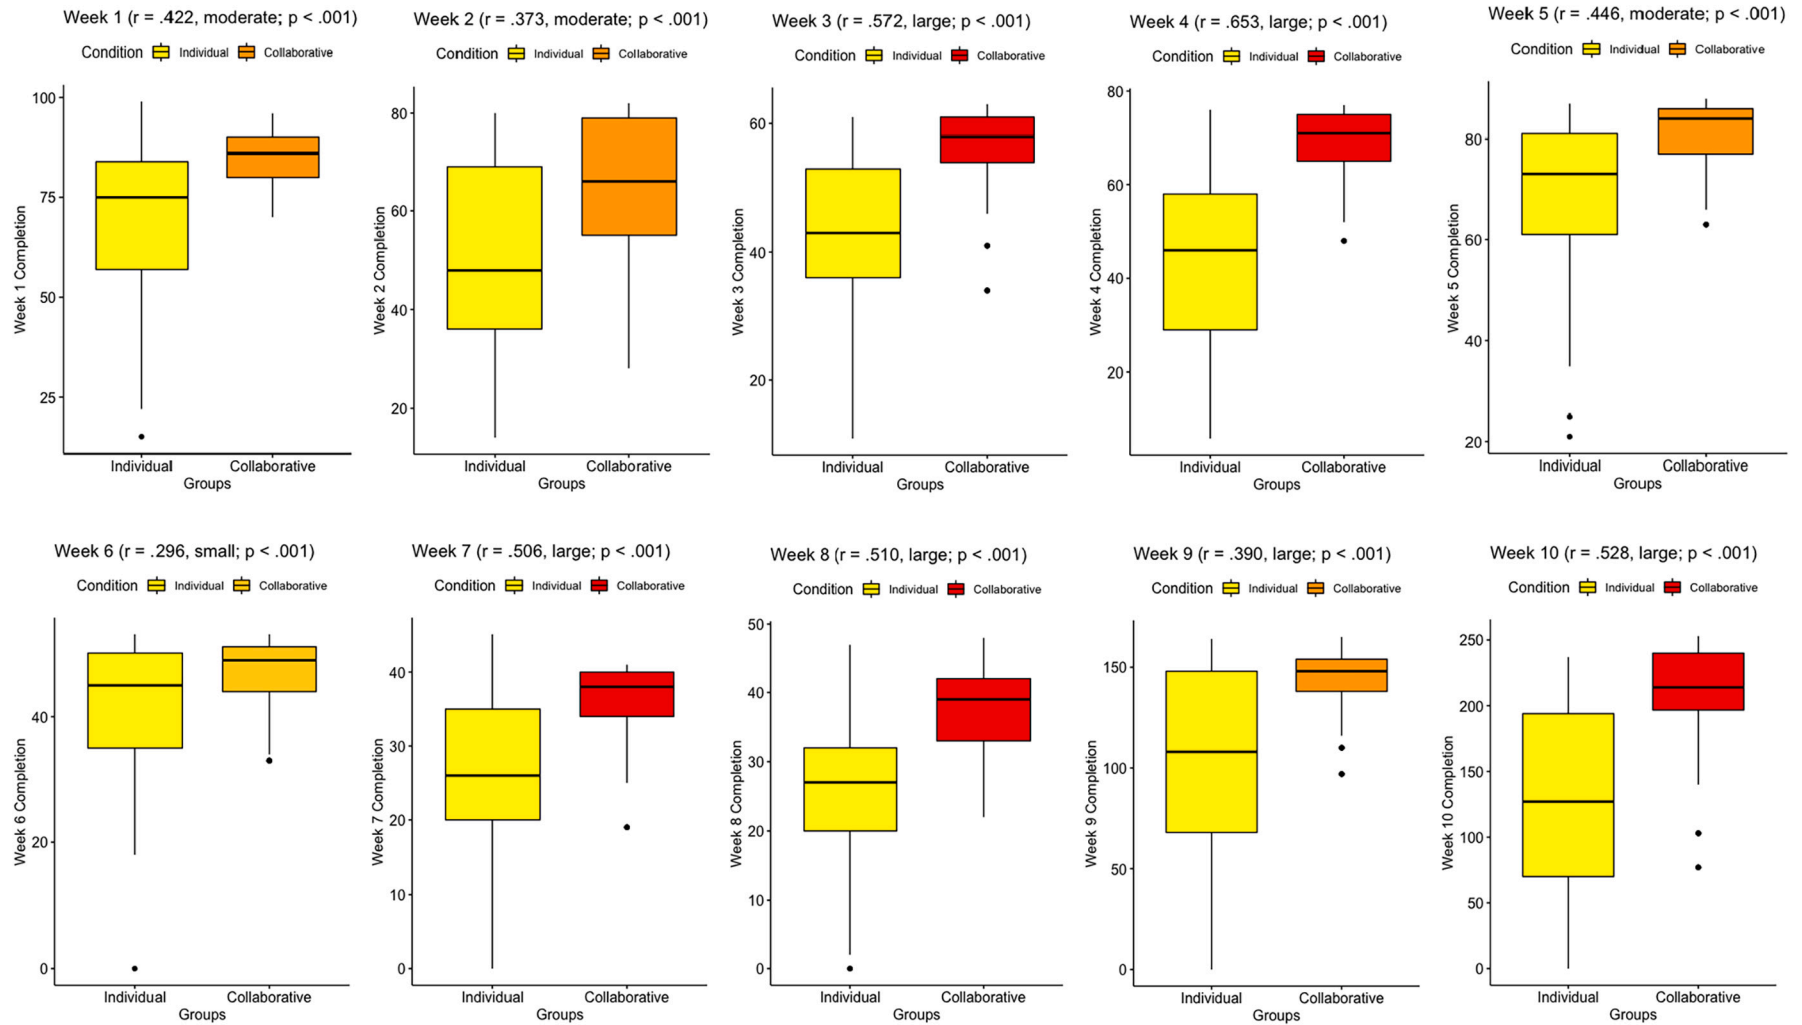 Week 1 (r = .422, moderate; p < .001)
Condition Individual Collaborative
100
75
50
25
Week 1 Completion
Individual Collaborative
Groups
Week 2 (r = .373, moderate; p < .001)
Condition Individual Collaborative
80
60
40
20
Week 2 Completion
Individual Collaborative
Groups
Week 3 (r = .572, large; p < .001)
Condition Individual Collaborative
60
40
20
Week 3 Completion
Individual Collaborative
Groups
Week 4 (r = .653, large; p < .001)
Condition Individual Collaborative
80
60
40
20
Week 4 Completion
Individual Collaborative
Groups
Week 5 (r = .446, moderate; p < .001)
Condition Individual Collaborative
80
60
40
20
Week 5 Completion
Individual Collaborative
Groups
Week 6 (r = .296, small; p < .001)
Condition Individual Collaborative
40
20
0
Week 6 Completion
Individual Collaborative
Groups
Week 7 (r = .506, large; p < .001)
Condition Individual Collaborative
40
30
20
10
0
Week 7 Completion
Individual Collaborative
Groups
Week 8 (r = .510, large; p < .001)
Condition Individual Collaborative
50
40
30
20
10
0
Week 8 Completion
Individual Collaborative
Groups
Week 9 (r = .390, large; p < .001)
Condition Individual Collaborative
150
100
50
0
Week 9 Completion
Individual Collaborative
Groups
Week 10 (r = .528, large; p < .001)
Condition Individual Collaborative
250
200
150
100
50
0
Week 10 Completion
Individual Collaborative
Groups